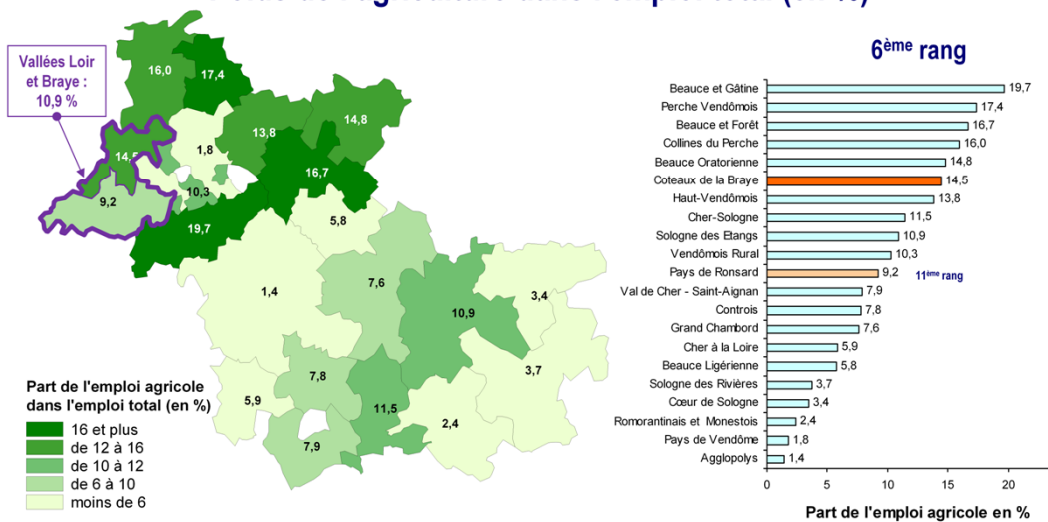 Vallées Loir
et Braye :
10,9 %
16,0
17,4
14,8
13,8
1,8
14,5
16,7
10,3
9,2
19,7
5,8
7,6
1,4
3,4
10,9
3,7
7,8
5,9
11,5
2,4
7,9
Part de l'emploi agricole
dans l'emploi total (en %)
16 et plus
de 12 à 16
de 10 à 12
de 6 à 10
moins de 6
6ème rang
Beauce et Gâtine 19,7
Perche Vendômois 17,4
Beauce et Forêt 16,7
Collines du Perche 16,0
Beauce Oratorienne 14,8
Coteaux de la Braye 14,5
Haut-Vendômois 13,8
Cher-Sologne 11,5
Sologne des Etangs 10,9
Vendômois Rural 10,3
Pays de Ronsard 9,2 11ème rang
Val de Cher - Saint-Aignan 7,9
Controis 7,8
Grand Chambord 7,6
Cher à la Loire 5,9
Beauce Ligérienne 5,8
Sologne des Rivières 3,7
Cœur de Sologne 3,4
Romorantinais et Monestois 2,4
Pays de Vendôme 1,8
Agglopolys 1,4
0 5 10 15 20
Part de l'emploi agricole en %